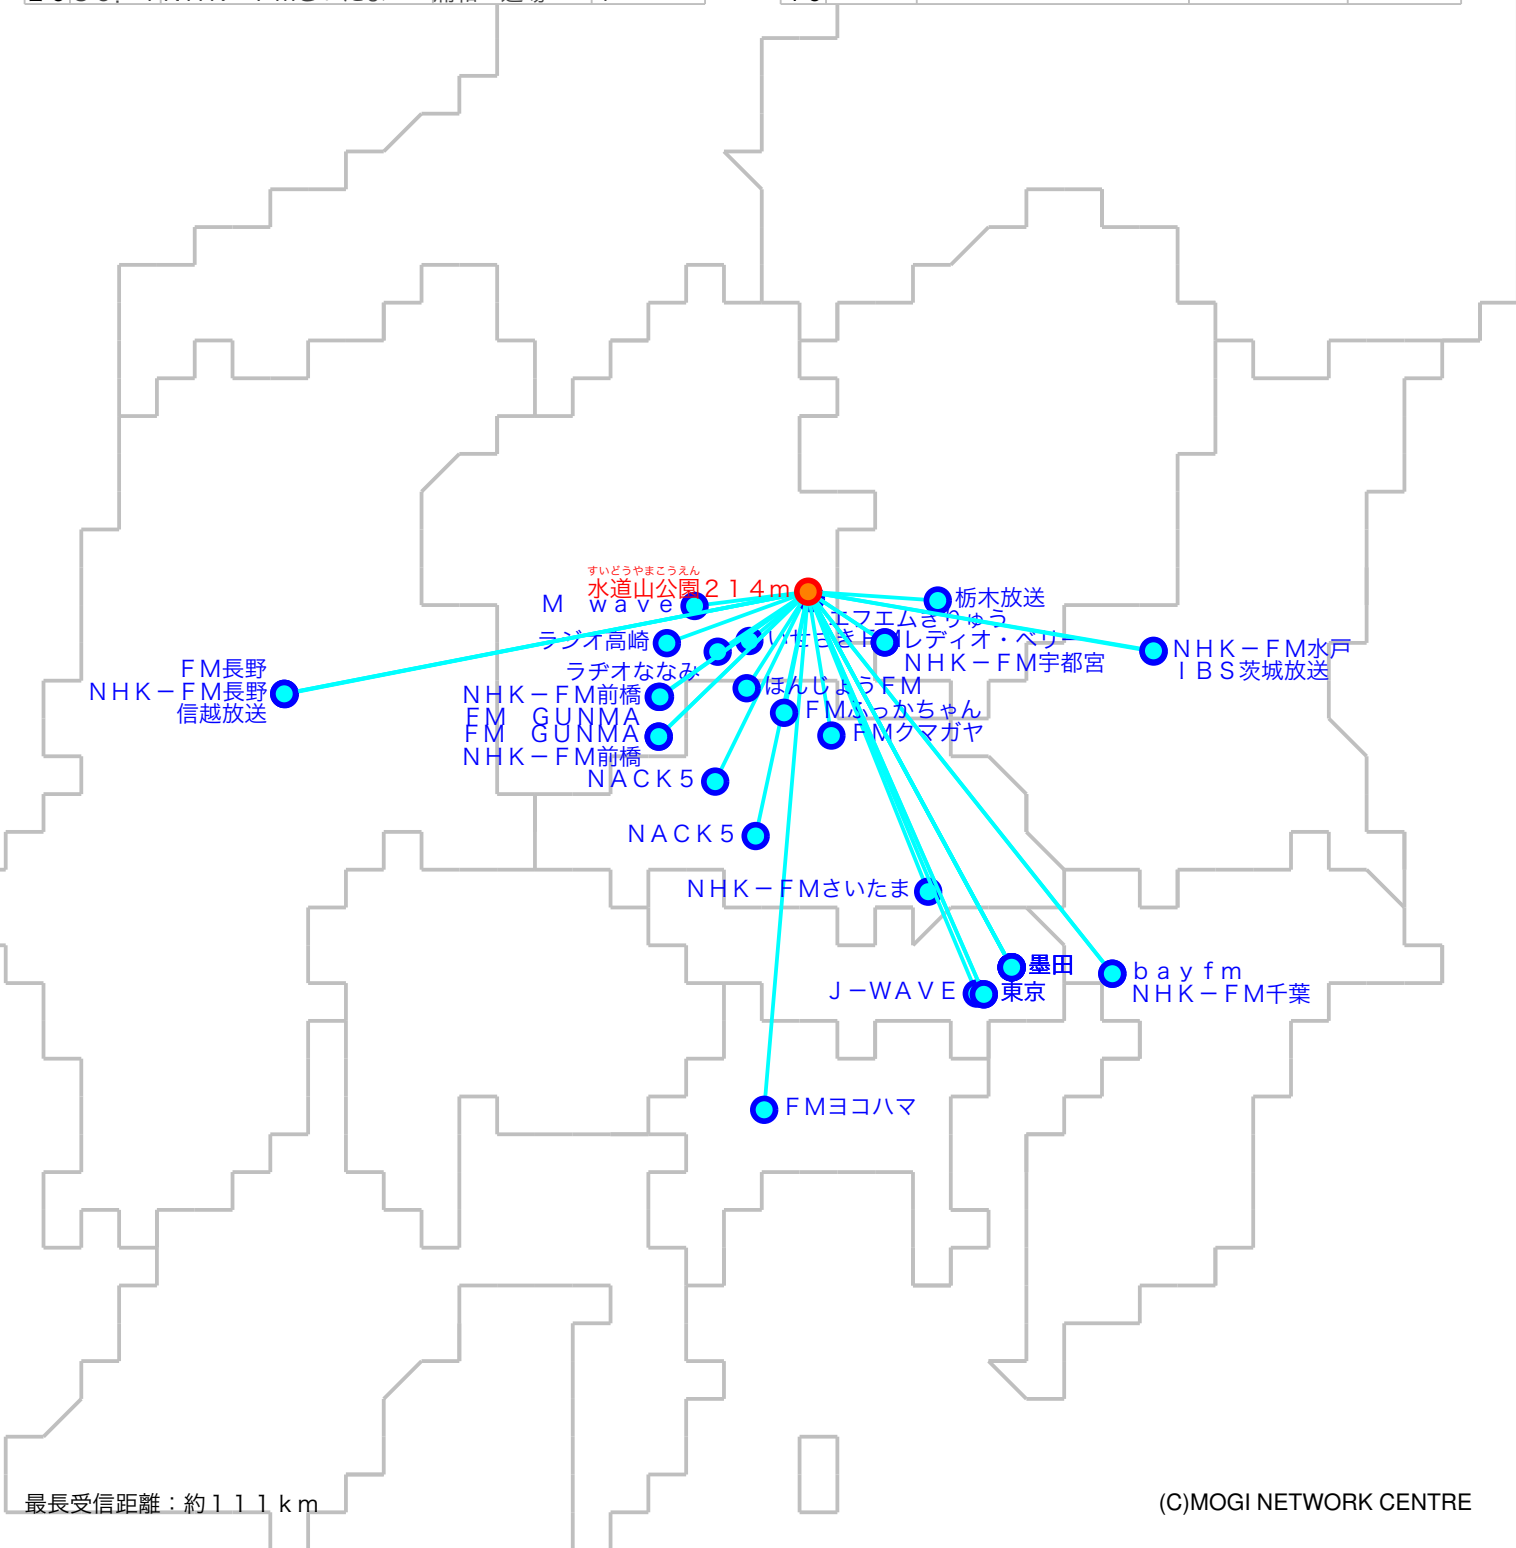 すいどうやまこうえん
水道山公園２１４ｍ
Ｍ　ｗａｖｅ
栃木放送
エフエムきりゅう
ラジオ高崎
いせさきＦＭ
レディオ・ベリー
ＮＨＫ－ＦＭ宇都宮
ＮＨＫ－ＦＭ水戸
ＩＢＳ茨城放送
ラヂオななみ
ＦＭ長野
ＮＨＫ－ＦＭ長野
信越放送
ＮＨＫ－ＦＭ前橋
ＦＭ　ＧＵＮＭＡ
ほんじょうＦＭ
ＦＭふっかちゃん
ＦＭ　ＧＵＮＭＡ
ＮＨＫ－ＦＭ前橋
ＦＭクマガヤ
ＮＡＣＫ５
ＮＡＣＫ５
ＮＨＫ－ＦＭさいたま
墨田
ｂａｙｆｍ
ＮＨＫ－ＦＭ千葉
Ｊ－ＷＡＶＥ
東京
ＦＭヨコハマ
最長受信距離：約１１１ｋｍ
(C)MOGI NETWORK CENTRE